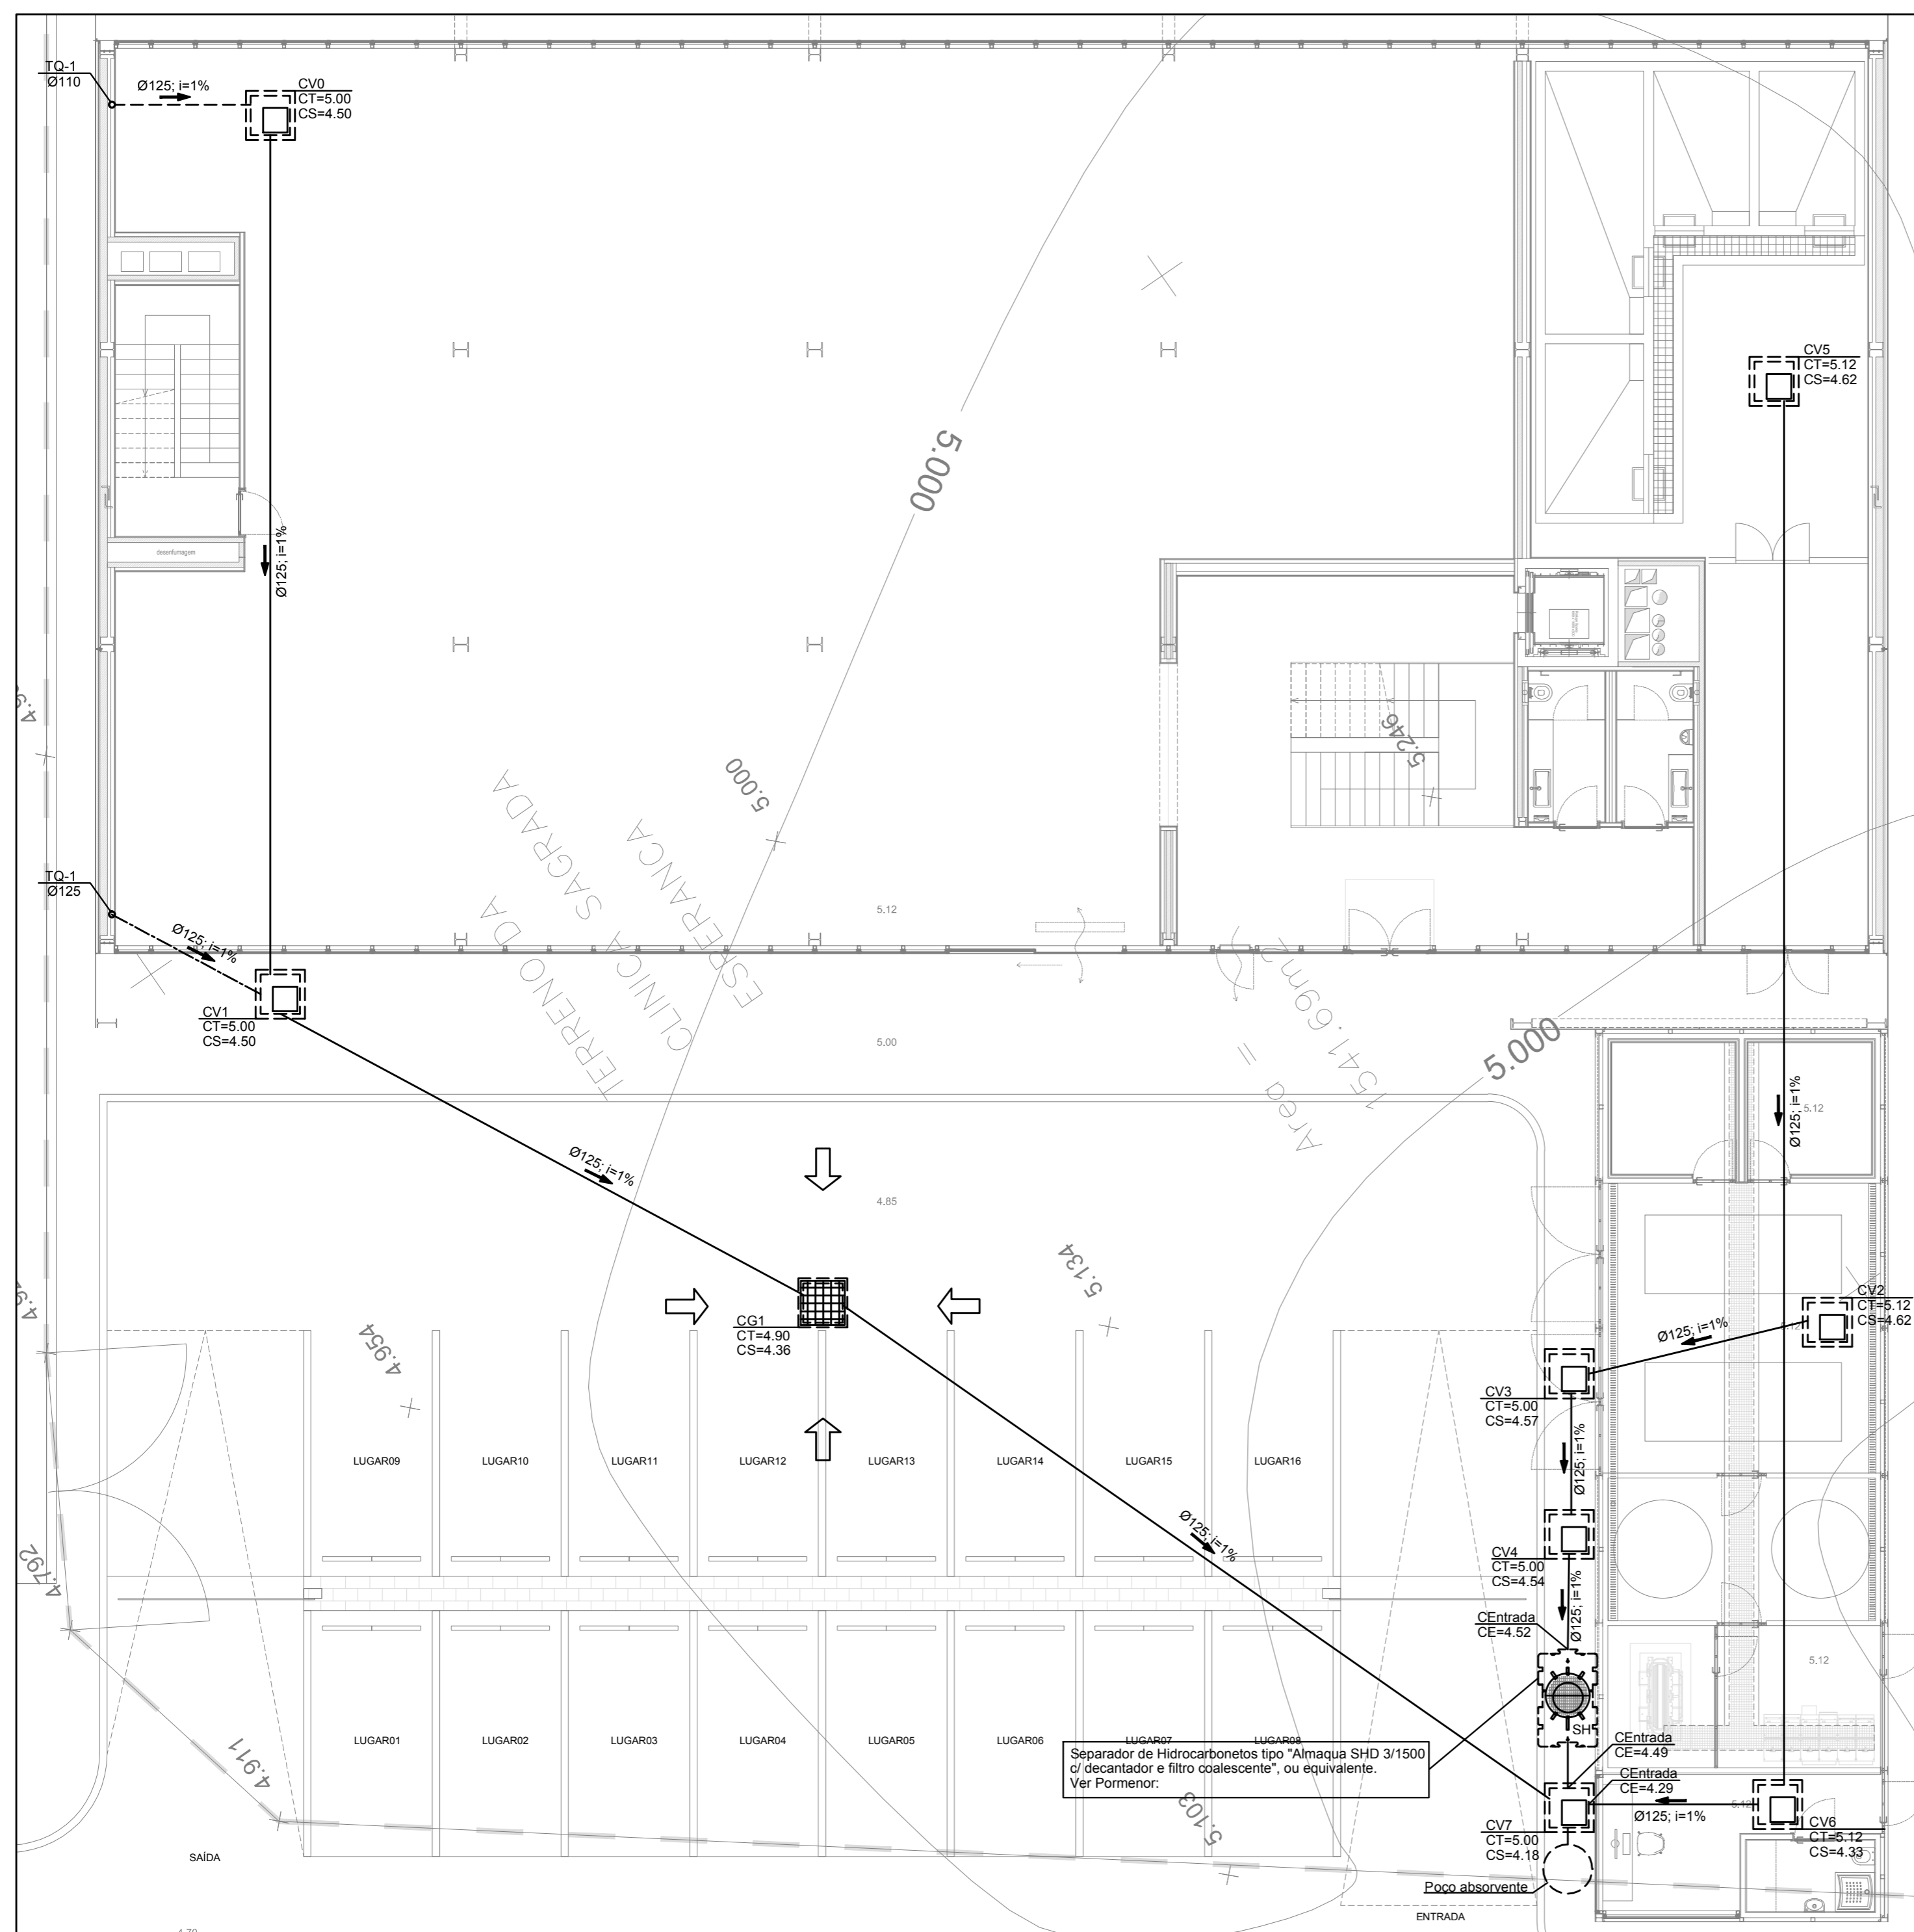 TQ-1
Ø110
Ø125; i=1%
CV0
CT=5.00
CS=4.50
CV5
CT=5.12
CS=4.62
5.000
Ø125; i=1%
desenfumagem
5.246
5.000
TERRENO DA
CLINICA SAGRADA
ESPERANCA
TQ-1
Ø125
Ø125; i=1%
5.12
Area = 1541.69m²
CV1
CT=5.00
CS=4.50
5.00
5.000
Ø125; i=1%
5.12
Ø125; i=1%
4.85
5.134
CV2
CT=5.12
CS=4.62
5.12
Ø125; i=1%
CG1
CT=4.90
CS=4.36
4.954
CV3
CT=5.00
CS=4.57
Ø125; i=1%
LUGAR09
LUGAR10
LUGAR11
LUGAR12
LUGAR13
LUGAR14
LUGAR15
LUGAR16
Ø125; i=1%
4.792
CV4
CT=5.00
CS=4.54
Ø125; i=1%
CEntrada
CE=4.52
5.12
SH
LUGAR01
LUGAR02
LUGAR03
LUGAR04
LUGAR05
LUGAR06
LUGAR07
LUGAR08
4.911
Separador de Hidrocarbonetos tipo "Almaqua SHD 3/1500
c/ decantador e filtro coalescente", ou equivalente.
Ver Pormenor:
CEntrada
CE=4.49
CEntrada
CE=4.29
5.12
Ø125; i=1%
5.103
CV7
CT=5.00
CS=4.18
CV6
CT=5.12
CS=4.33
SAÍDA
Poço absorvente
ENTRADA